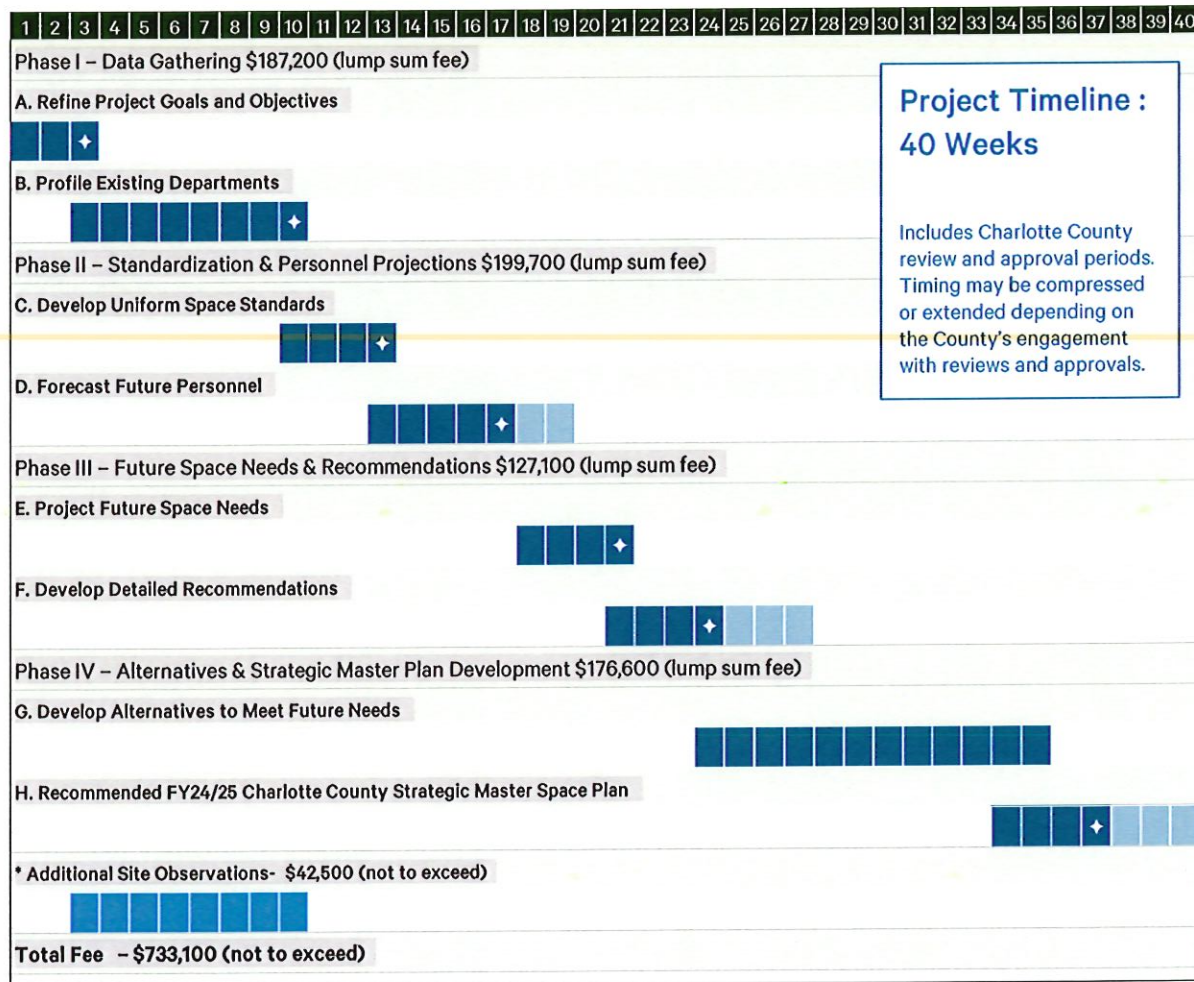 1 2 3 4 5 6 7 8 9 10 11 12 13 14 15 16 17 18 19 20 21 22 23 24 25 26 27 28 29 30 31 32 33 34 35 36 37 38 39 40
Phase I – Data Gathering $187,200 (lump sum fee)
A. Refine Project Goals and Objectives
B. Profile Existing Departments
Phase II – Standardization & Personnel Projections $199,700 (lump sum fee)
C. Develop Uniform Space Standards
D. Forecast Future Personnel
Phase III – Future Space Needs & Recommendations $127,100 (lump sum fee)
E. Project Future Space Needs
F. Develop Detailed Recommendations
Phase IV – Alternatives & Strategic Master Plan Development $176,600 (lump sum fee)
G. Develop Alternatives to Meet Future Needs
H. Recommended FY24/25 Charlotte County Strategic Master Space Plan
* Additional Site Observations- $42,500 (not to exceed)
Total Fee – $733,100 (not to exceed)
Project Timeline :
40 Weeks
Includes Charlotte County
review and approval periods.
Timing may be compressed
or extended depending on
the County's engagement
with reviews and approvals.